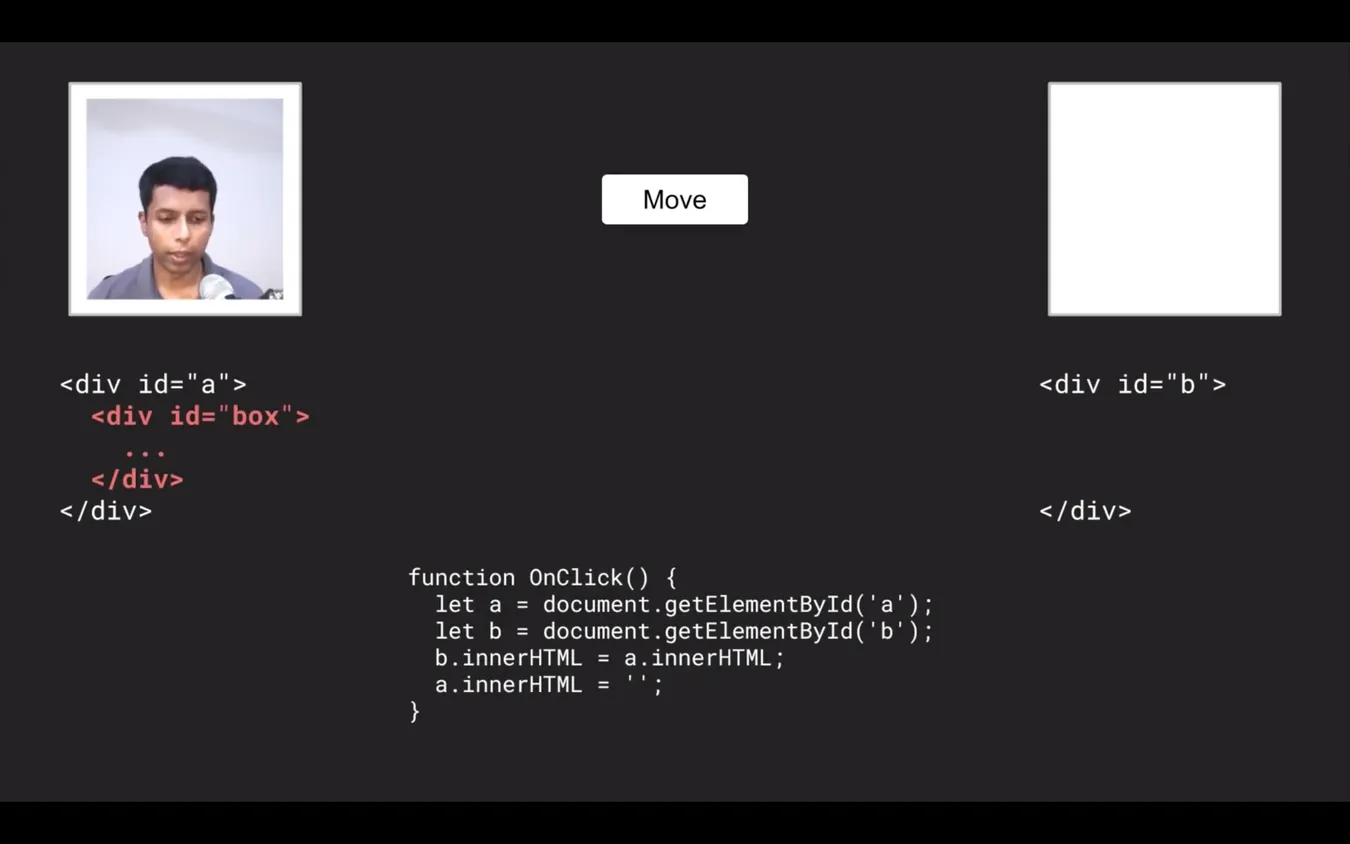 Move
<div id="a">
<div id="box">
...
</div>
</div>
<div id="b">
</div>
function OnClick() {
let a = document.getElementById('a');
let b = document.getElementById('b');
b.innerHTML = a.innerHTML;
a.innerHTML = '';
}